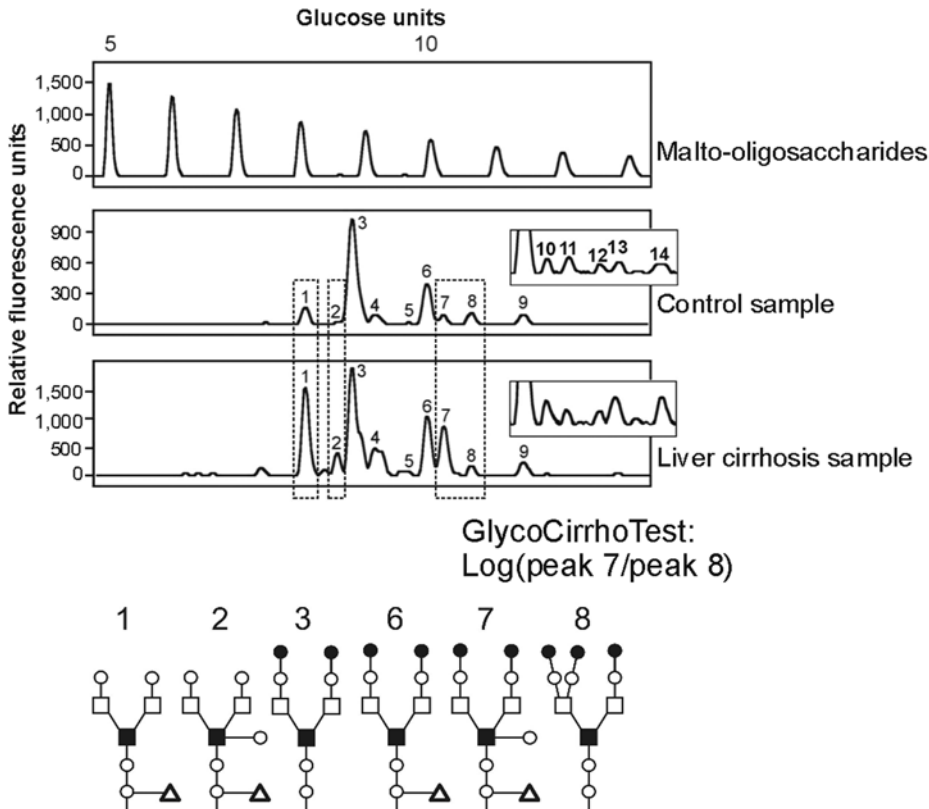 Glucose units
5 10
Relative fluorescence units
1,500
1,000
500
0
Malto-oligosaccharides
900
600
300
0
1 2 3 4 5 6 7 8 9
10 11 12 13 14
Control sample
1,500
1,000
500
0
1 2 3 4 5 6 7 8 9
Liver cirrhosis sample
GlycoCirrhoTest:
Log(peak 7/peak 8)
1 2 3 6 7 8